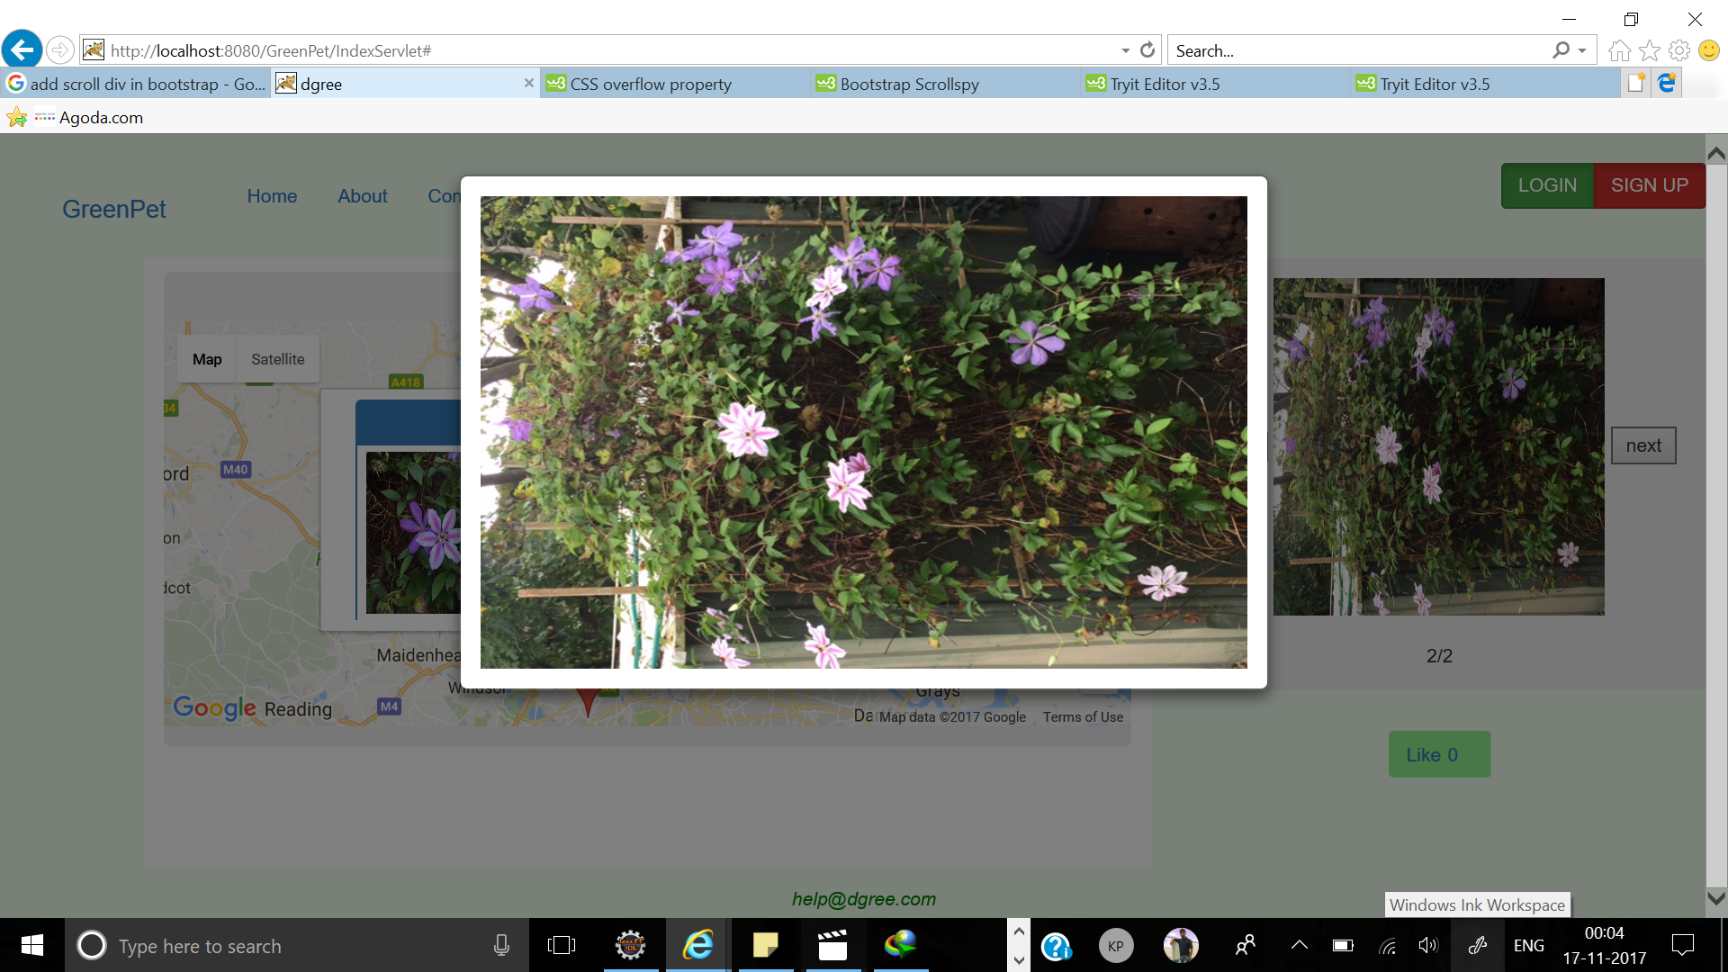 http://localhost:8080/GreenPet/IndexServlet#
Search...
add scroll div in bootstrap - Go...
dgree
CSS overflow property
Bootstrap Scrollspy
Tryit Editor v3.5
Tryit Editor v3.5
Agoda.com
GreenPet
Home
About
Con
LOGIN
SIGN UP
Map
Satellite
A418
M40
ord
on
dcot
next
Maidenhea
Windsor
Grays
2/2
Google
Reading
M4
Da
Map data ©2017 Google
Terms of Use
Like 0
help@dgree.com
Windows Ink Workspace
Type here to search
KP
ENG
00:04
17-11-2017